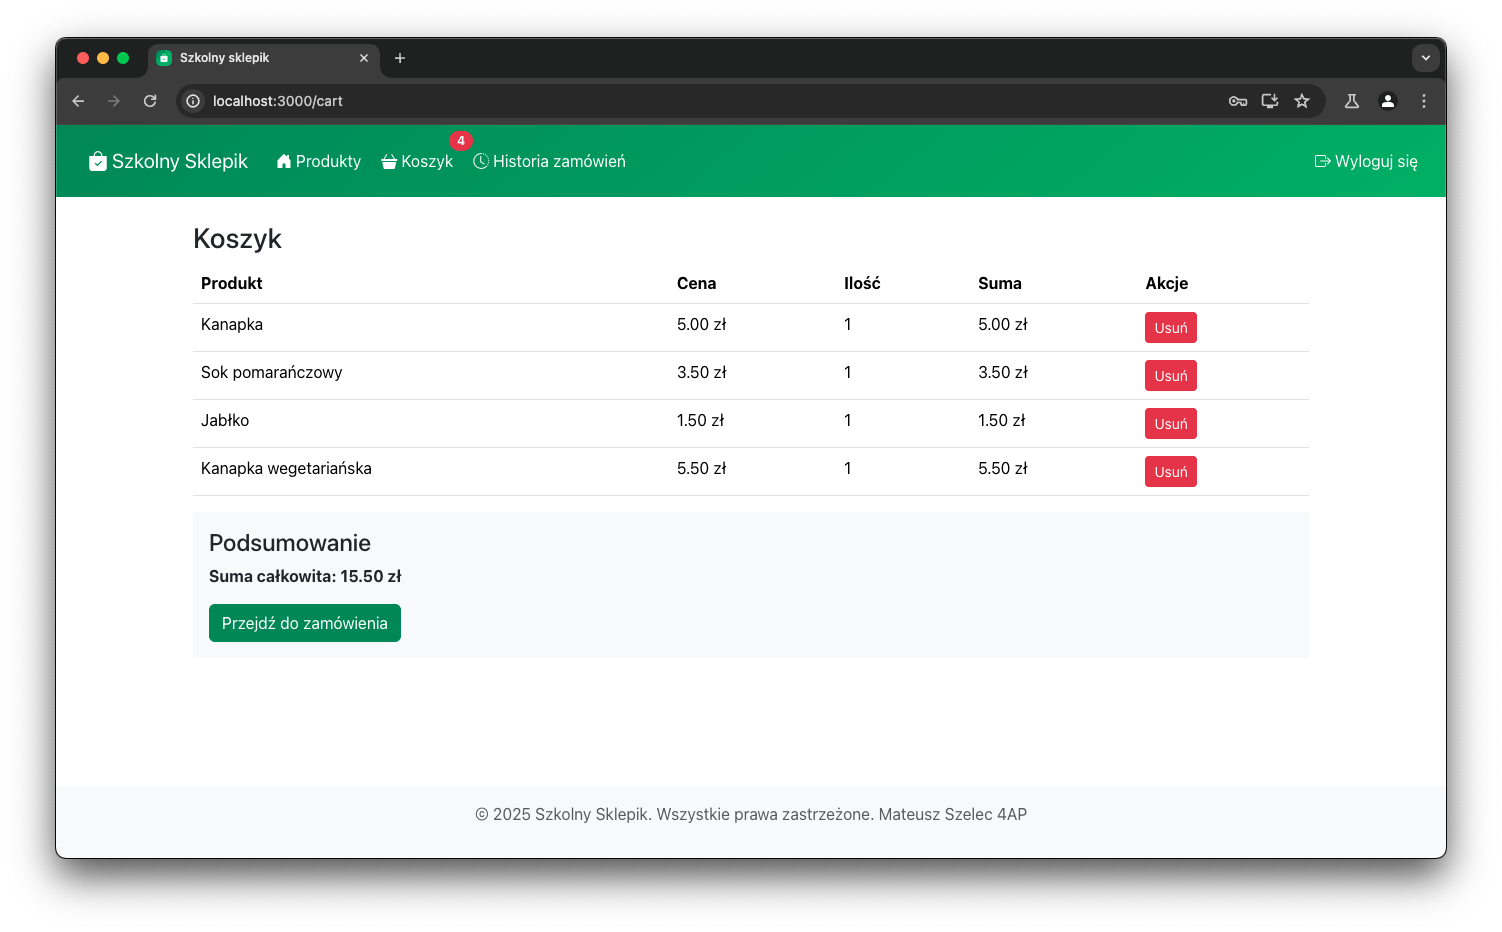 Szkolny sklepik
localhost:3000/cart
Szkolny Sklepik Produkty Koszyk 4 Historia zamówień Wyloguj się
Koszyk
Produkt Cena Ilość Suma Akcje
Kanapka 5.00 zł 1 5.00 zł Usuń
Sok pomarańczowy 3.50 zł 1 3.50 zł Usuń
Jabłko 1.50 zł 1 1.50 zł Usuń
Kanapka wegetariańska 5.50 zł 1 5.50 zł Usuń
Podsumowanie
Suma całkowita: 15.50 zł
Przejdź do zamówienia
© 2025 Szkolny Sklepik. Wszystkie prawa zastrzeżone. Mateusz Szelec 4AP